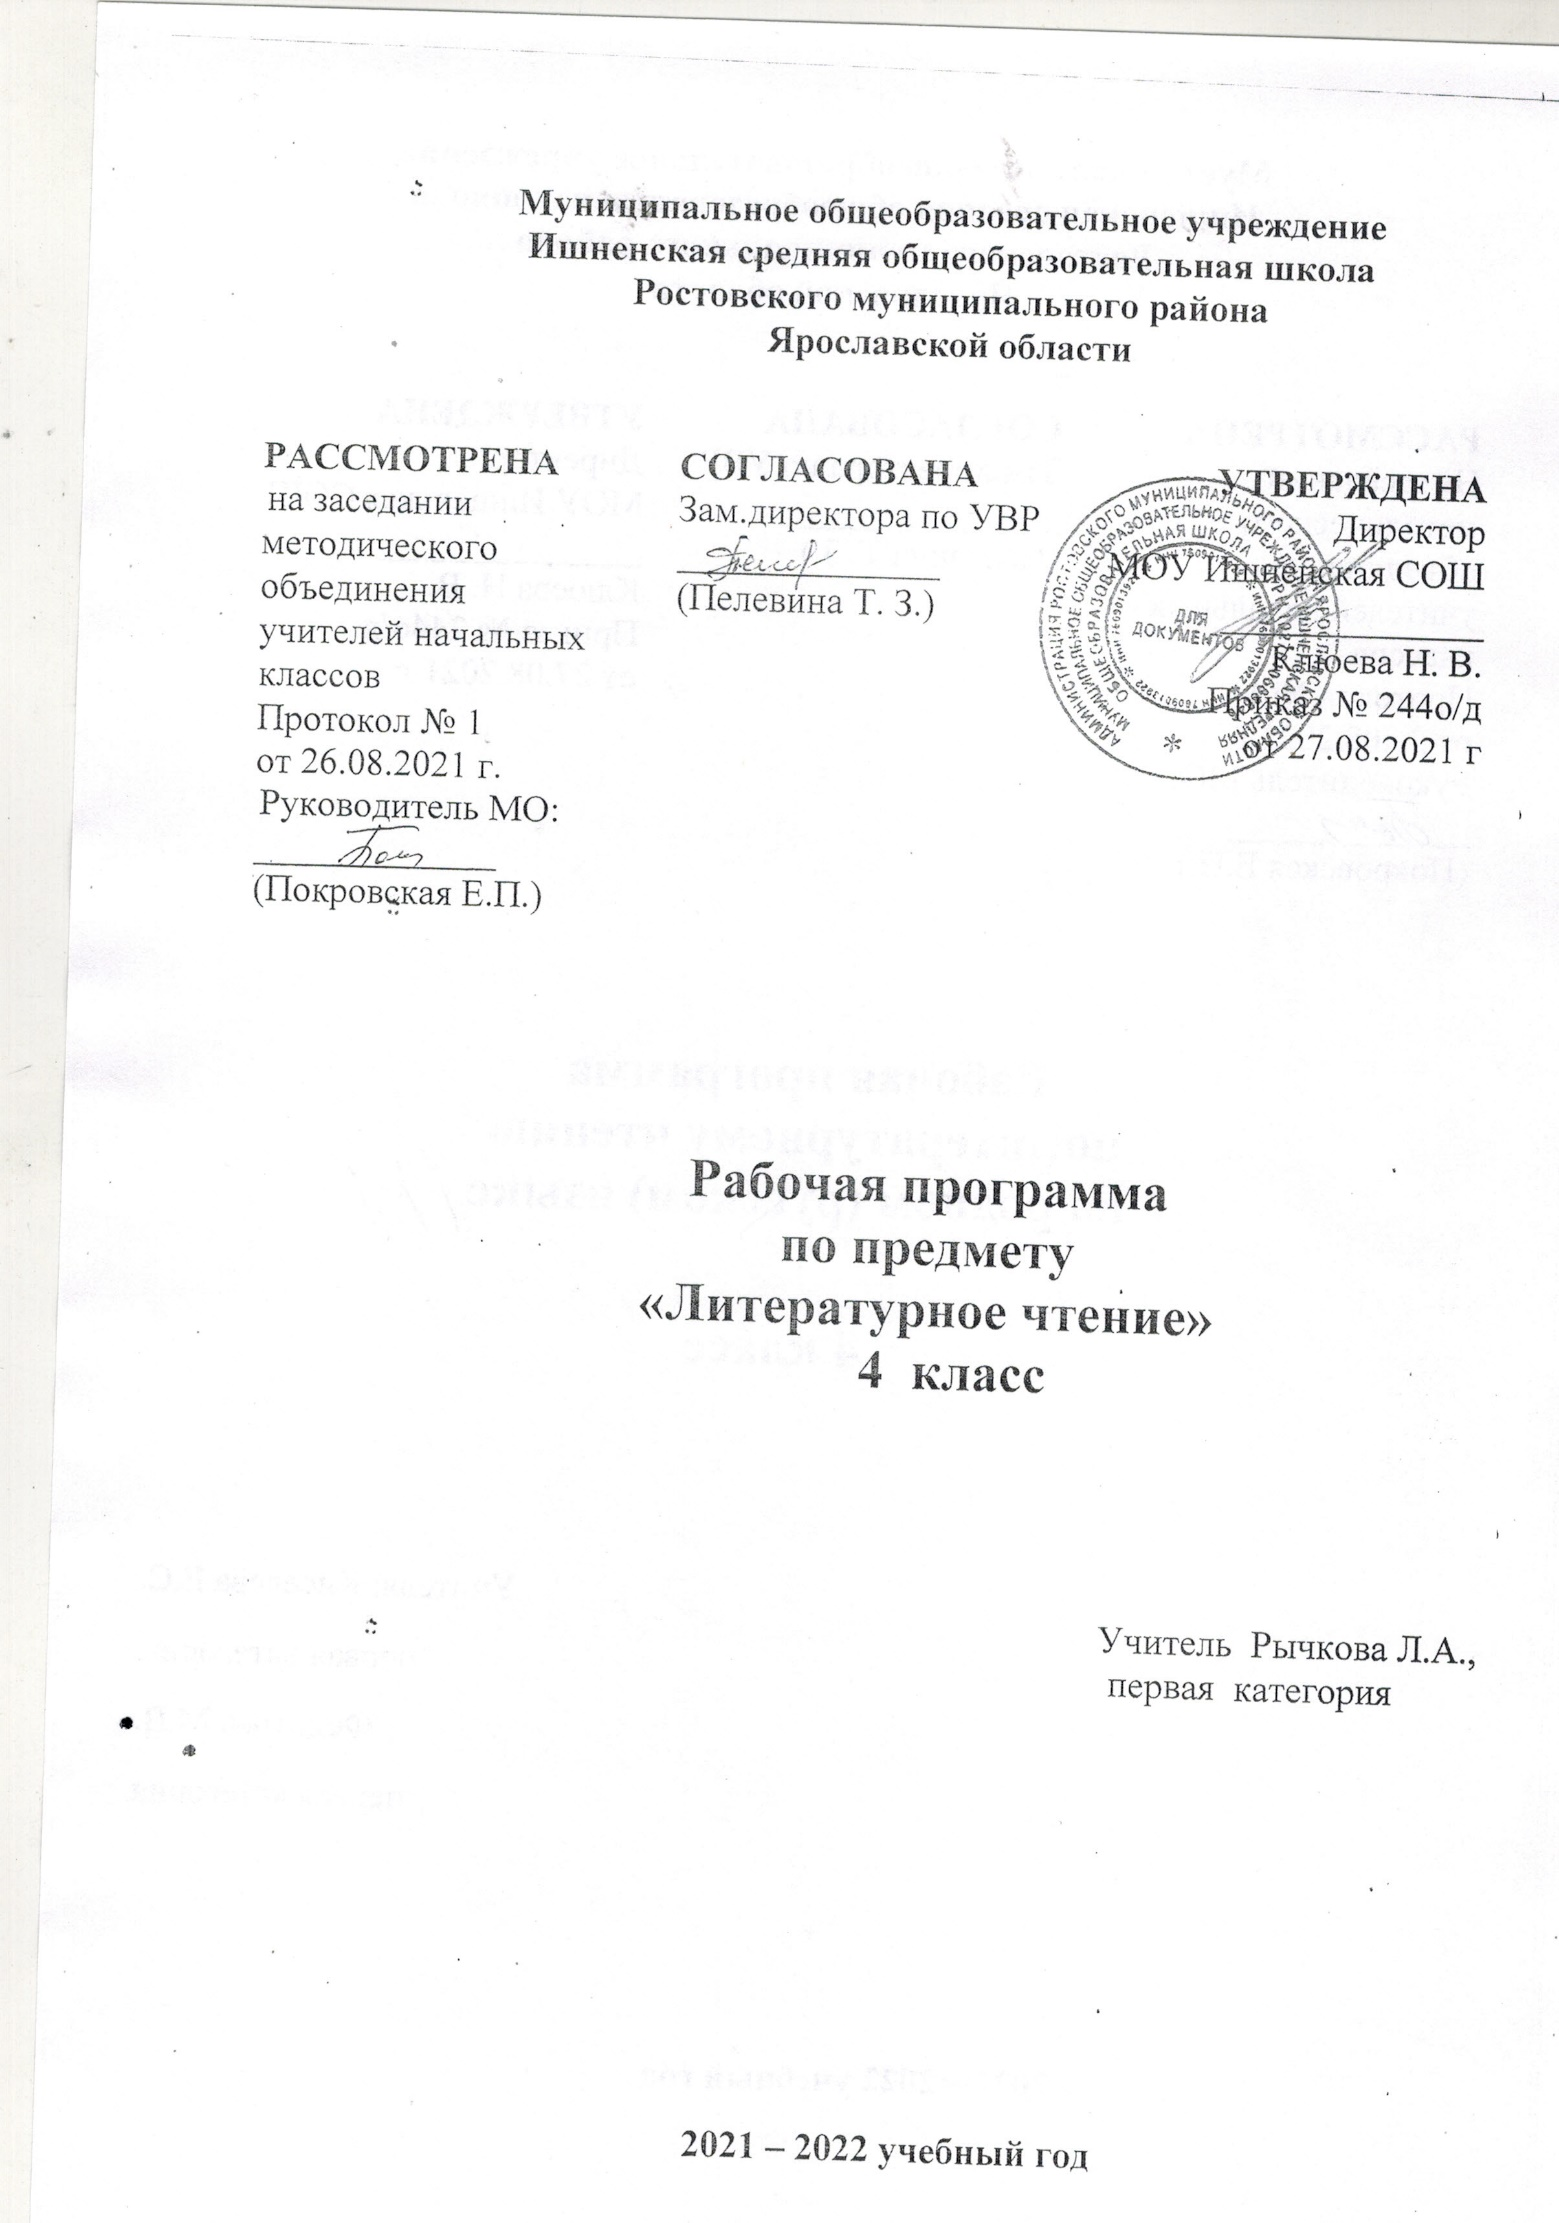 Муниципальное общеобразовательное учреждение
Ишненская средняя общеобразовательная школа
Ростовского муниципального района
Ярославской области
РАССМОТРЕНА
на заседании
методического
объединения
учителей начальных
классов
Протокол № 1
от 26.08.2021 г.
Руководитель МО:
(Покровская Е.П.)
СОГЛАСОВАНА
Зам.директора по УВР
(Пелевина Т. З.)
УТВЕРЖДЕНА
Директор
МОУ Ишненская СОШ
Клюева Н. В.
Приказ № 244о/д
от 27.08.2021 г
ДЛЯ
ДОКУМЕНТОВ
Рабочая программа
по предмету
«Литературное чтение»
4 класс
Учитель Рычкова Л.А.,
первая категория
2021 – 2022 учебный год